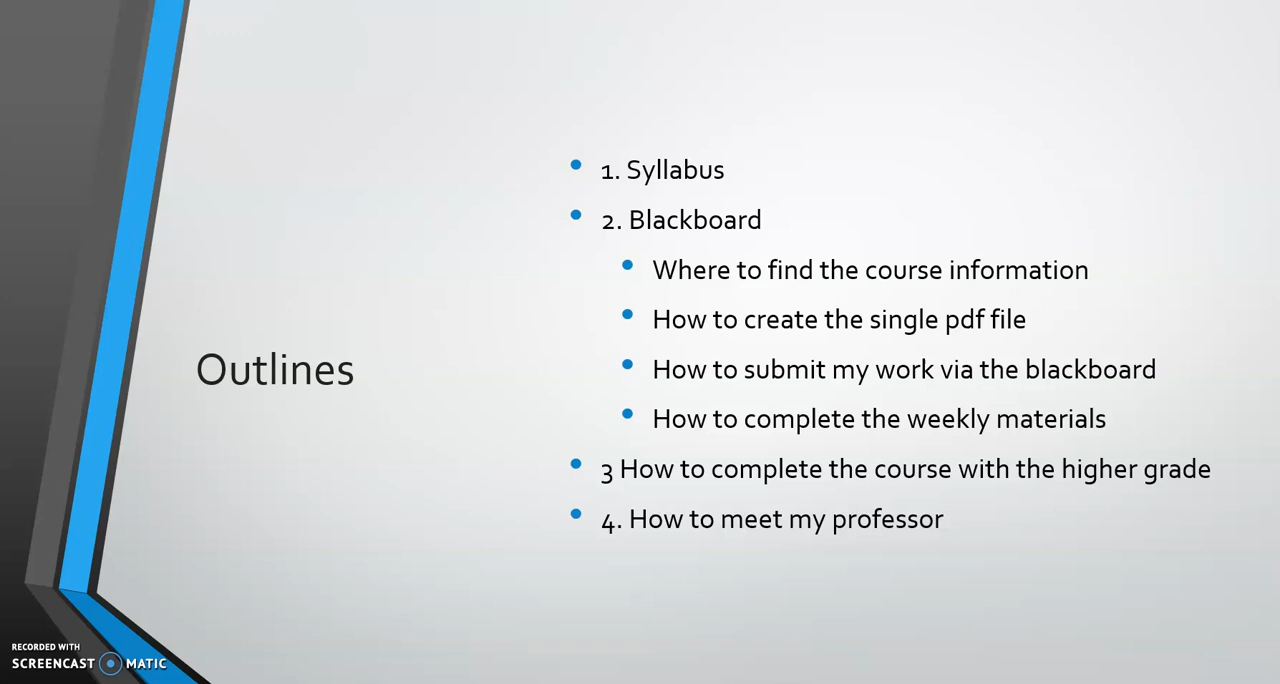 Outlines
• 1. Syllabus
• 2. Blackboard
• Where to find the course information
• How to create the single pdf file
• How to submit my work via the blackboard
• How to complete the weekly materials
• 3 How to complete the course with the higher grade
• 4. How to meet my professor
RECORDED WITH
SCREENCAST MATIC